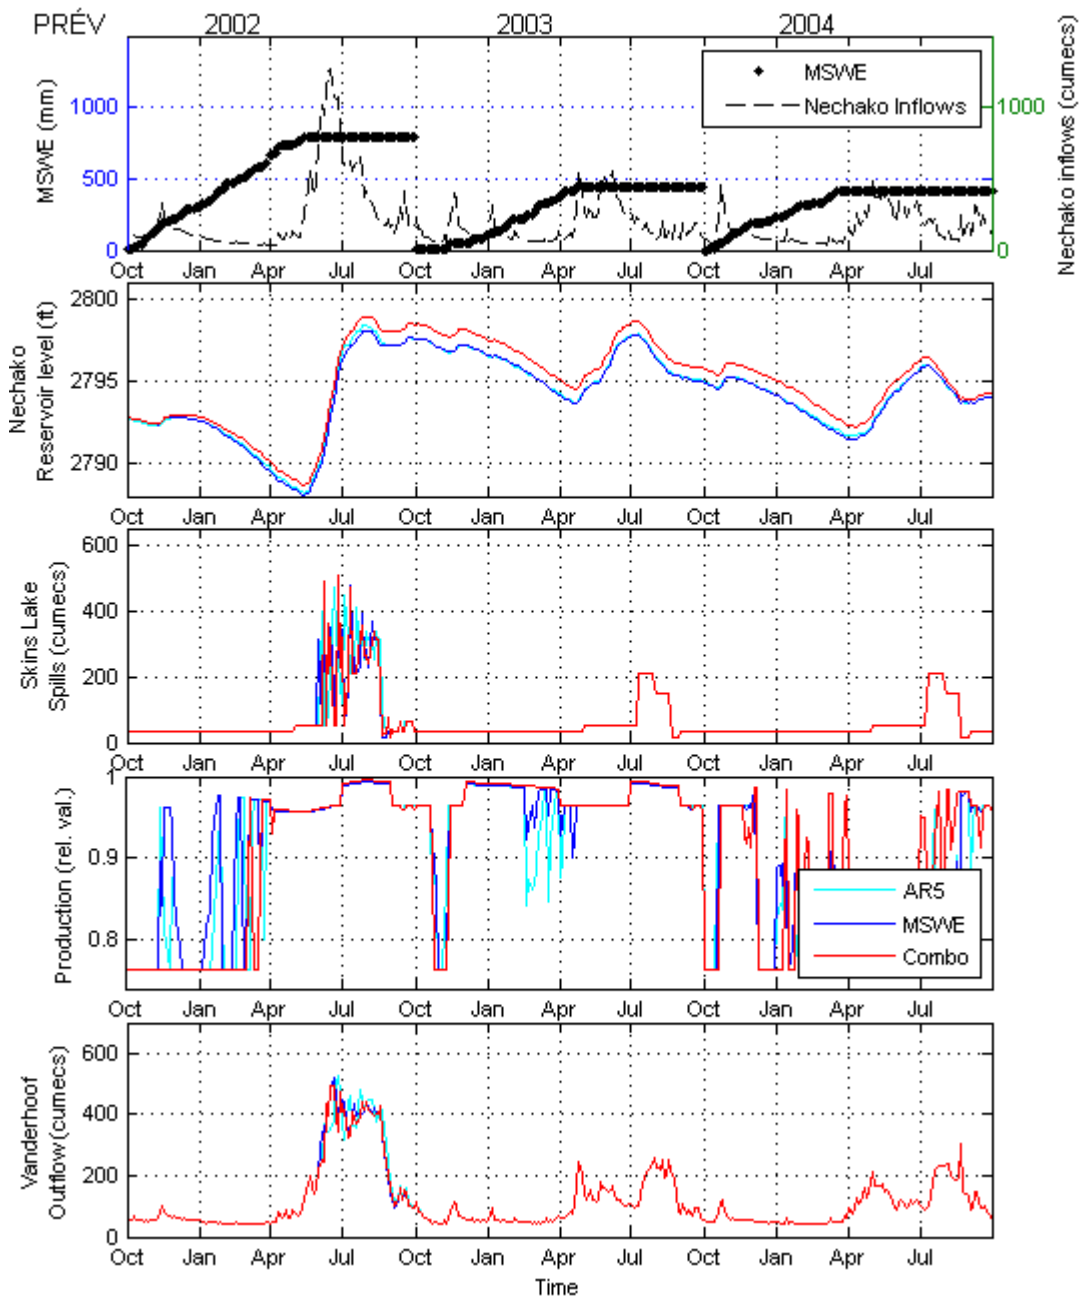 PRÉV
2002
2003
2004
MSWE (mm)
1000
500
0
MSWE
Nechako Inflows
1000
0
Nechako Inflows (cumecs)
Oct Jan Apr Jul Oct Jan Apr Jul Oct Jan Apr Jul
Nechako
Reservoir level (ft)
2800
2795
2790
Oct Jan Apr Jul Oct Jan Apr Jul Oct Jan Apr Jul
Skins Lake
Spills (cumecs)
600
400
200
0
Oct Jan Apr Jul Oct Jan Apr Jul Oct Jan Apr Jul
Production (rel. val.)
1
0.9
0.8
AR5
MSWE
Combo
Oct Jan Apr Jul Oct Jan Apr Jul Oct Jan Apr Jul
Vanderhoof
Outflow(cumecs)
600
400
200
0
Oct Jan Apr Jul Oct Jan Apr Jul Oct Jan Apr Jul
Time